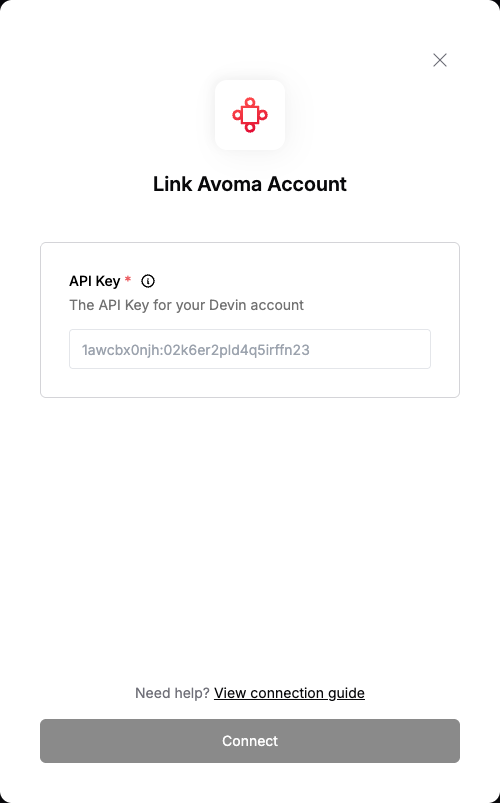 Link Avoma Account
API Key *
The API Key for your Devin account
1awcbx0njh:02k6er2pld4q5irffn23
Need help? View connection guide
Connect